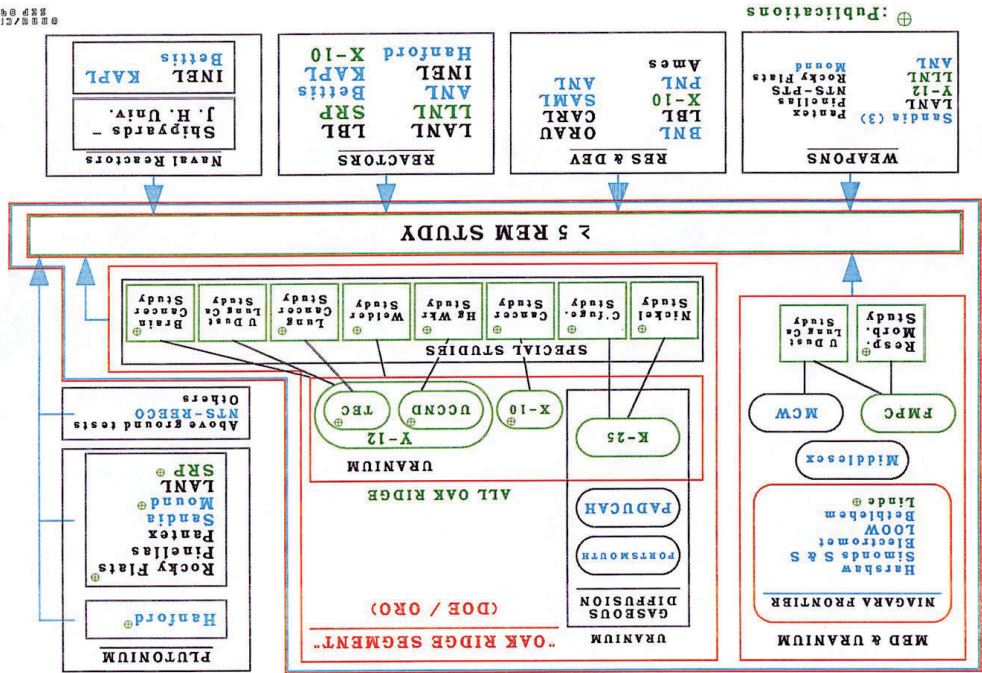 MED & URANIUM
NIAGARA FRONTIER
Harshaw
Simonds S & S
Electromet
LOOW
Bethlehem
Linde
Middlesex
FMPC
MCW
Resp.
Morb.
Study
U Dust
Lung Ca
Study
"OAK RIDGE SEGMENT"
(DOE / ORO)
URANIUM
GASEOUS
DIFFUSION
PORTSMOUTH
PADUCAH
K-25
ALL OAK RIDGE
URANIUM
Y-12
X-10
UCCND
TEC
SPECIAL STUDIES
Nickel
Study
C'fuge.
Study
Cancer
Study
Hg Wkr
Study
Welder
Study
Lung
Cancer
Study
U Dust
Lung Ca
Study
Brain
Cancer
Study
PLUTONIUM
Hanford
Rocky Flats
Pinellas
Pantex
Sandia
Mound
LANL
SRP
Above ground tests
NTS-REECO
Others
≥ 5 REM STUDY
WEAPONS
Sandia (3)
LANL
Y-12
LLNL
ANL
Pantex
Pinellas
NTS-PTS
Rocky Flats
Mound
RES & DEV
BNL
LBL
X-10
PNL
Ames
ORAU
CARL
SAML
ANL
REACTORS
LANL
LLNL
ANL
INEL
Hanford
LBL
SRP
Bettis
KAPL
X-10
Naval Reactors
Shipyards -
J. H. Univ.
INEL
Bettis
KAPL
⊕ :Publications